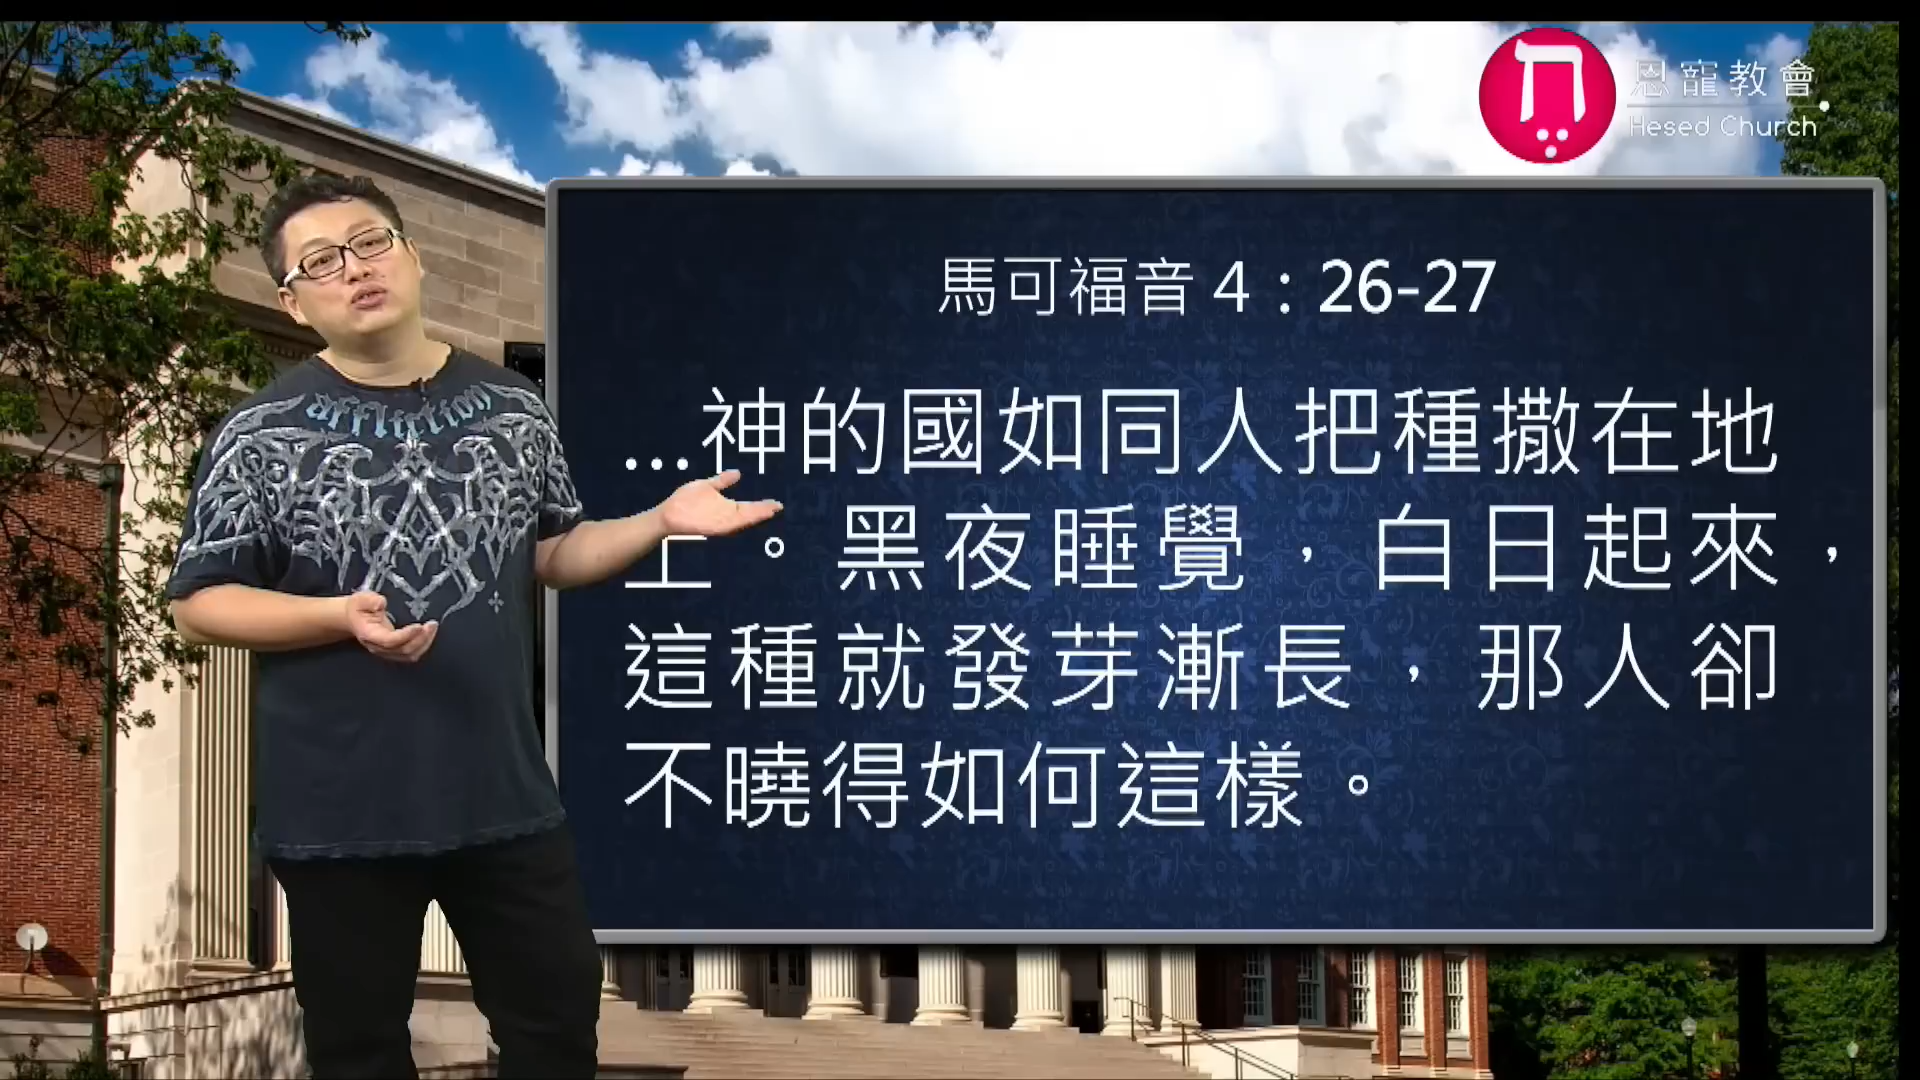 恩寵教會
Hesed Church
馬可福音 4：26-27
...神的國如同人把種撒在地
上。黑夜睡覺，白日起來，
這種就發芽漸長，那人卻
不曉得如何這樣。
affliction